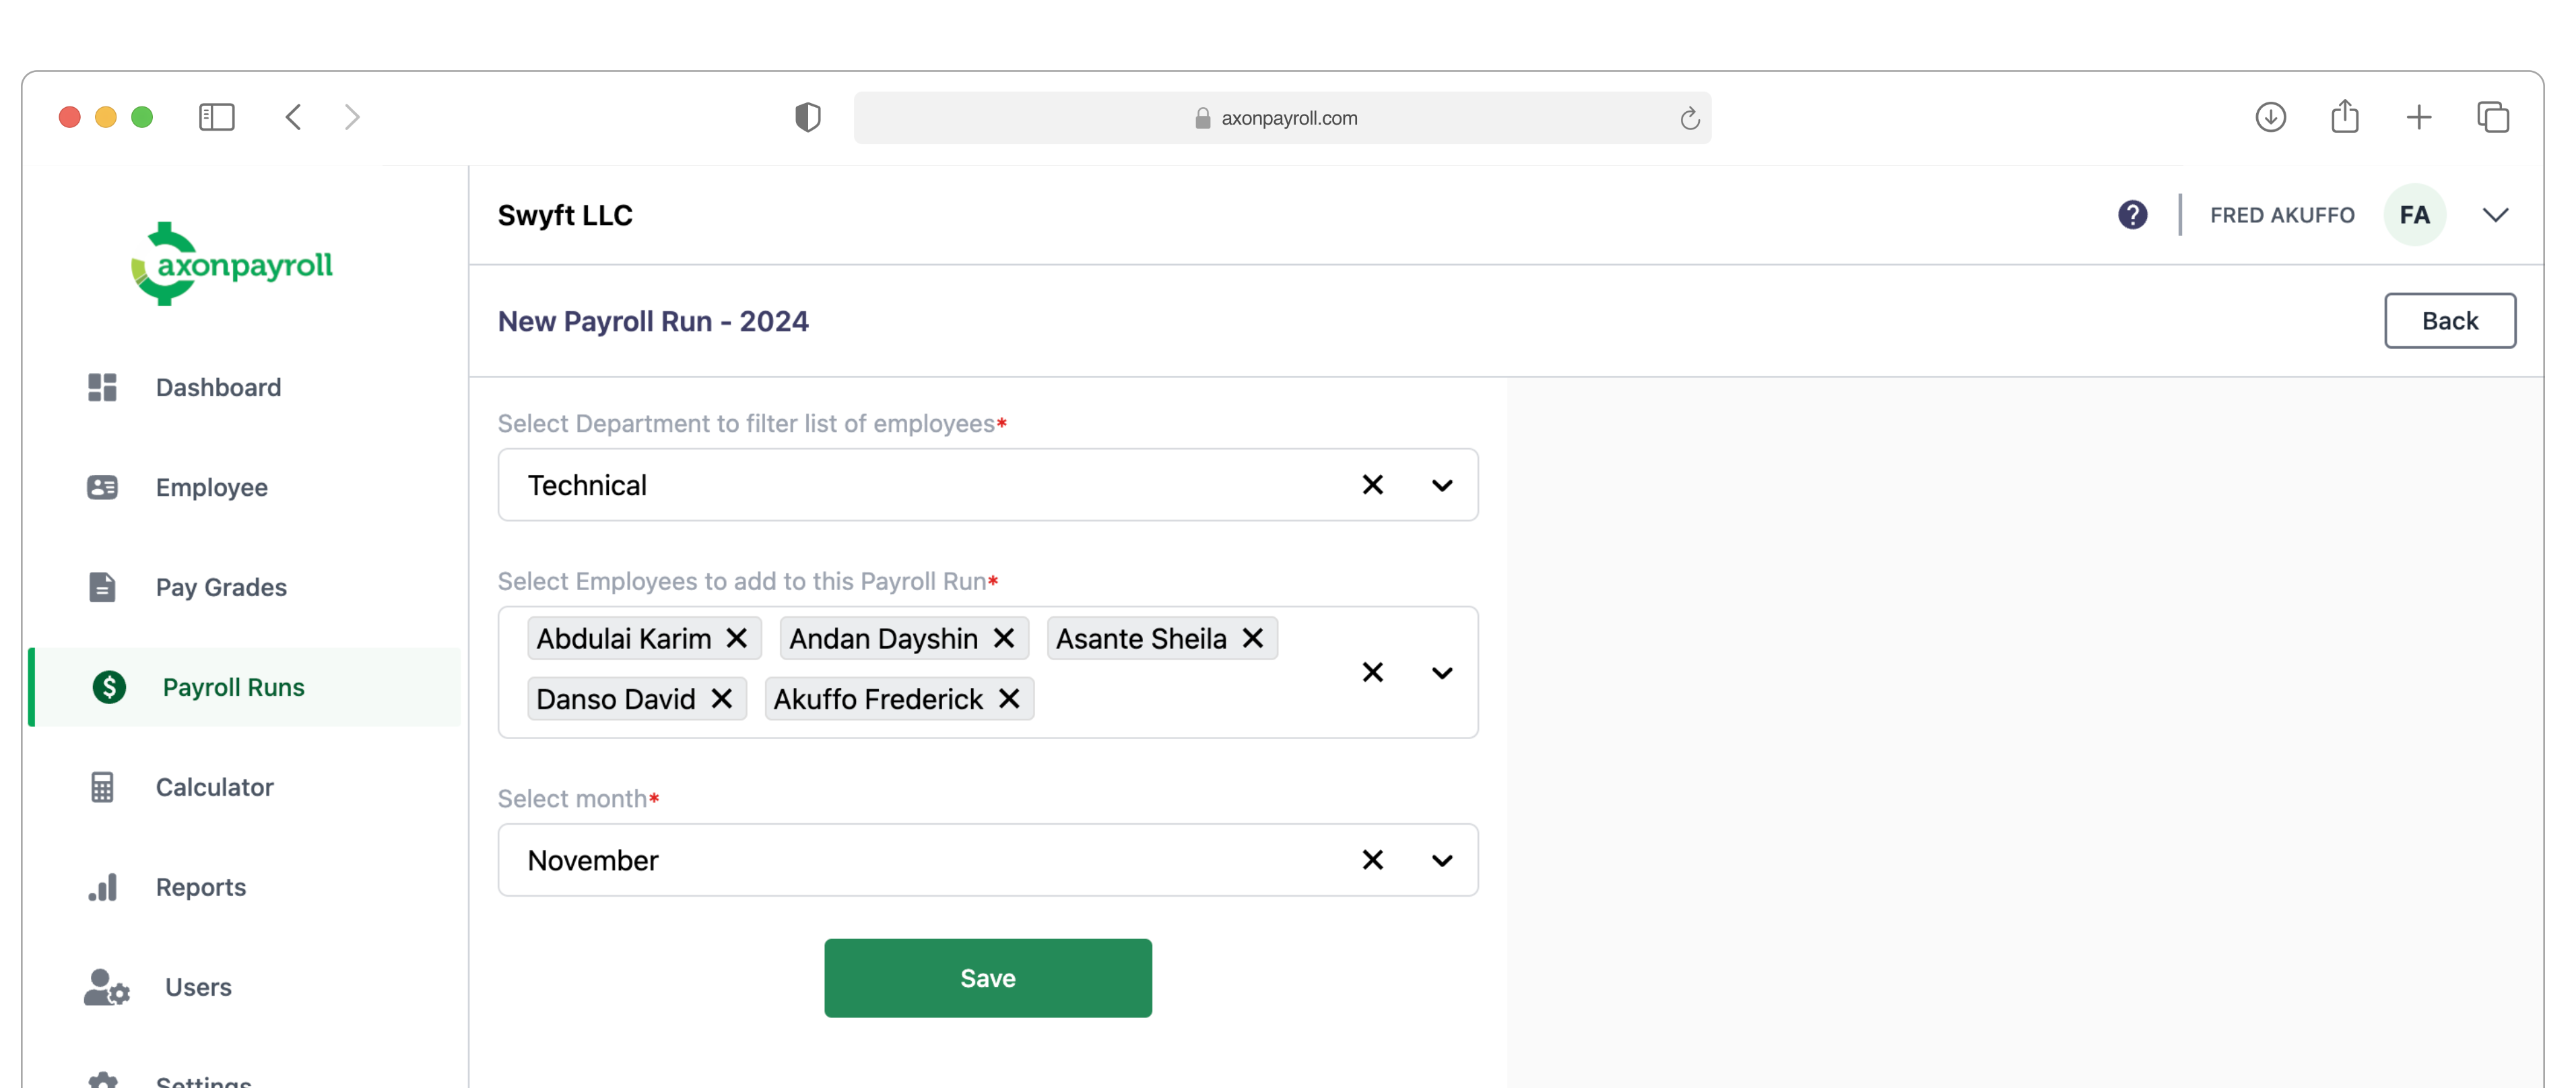 axonpayroll.com
axonpayroll
Dashboard
Employee
Pay Grades
$ Payroll Runs
Calculator
Reports
Users
Settings
Swyft LLC
? FRED AKUFFO FA
New Payroll Run - 2024
Back
Select Department to filter list of employees*
Technical
Select Employees to add to this Payroll Run*
Abdulai Karim Andan Dayshin Asante Sheila
Danso David Akuffo Frederick
Select month*
November
Save